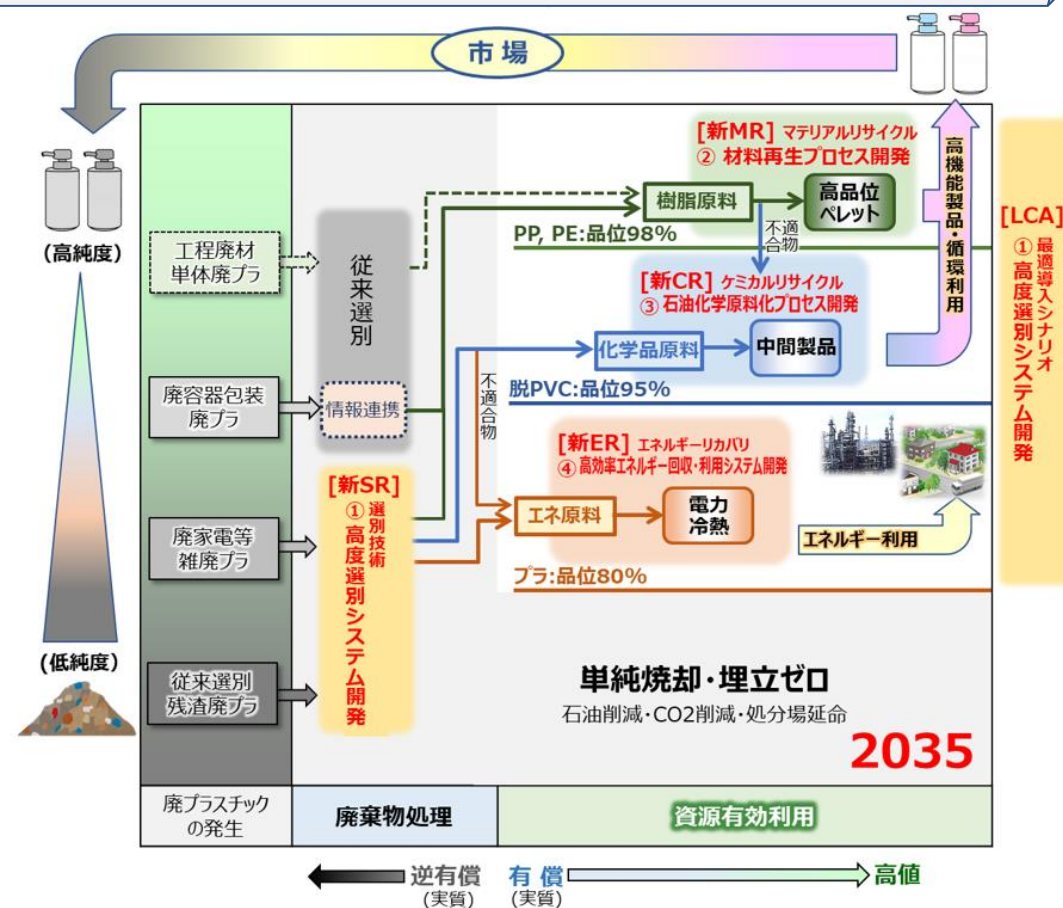 市場
(高純度)
工程廃材
単体廃プラ
従来選別
情報連携
廃容器包装
廃プラ
[新SR]
①高度選別システム開発
選別技術
廃家電等
雑廃プラ
(低純度)
従来選別
残渣廃プラ
[新MR] マテリアルリサイクル
② 材料再生プロセス開発
樹脂原料
高品位
ペレット
PP, PE:品位98%
不適合物
[新CR] ケミカルリサイクル
③ 石油化学原料化プロセス開発
化学品原料
中間製品
脱PVC:品位95%
不適合物
[新ER] エネルギーリカバリ
④ 高効率エネルギー回収・利用システム開発
エネ原料
電力
冷熱
プラ:品位80%
高機能製品・循環利用
エネルギー利用
[LCA]
最適導入シナリオ
①高度選別システム開発
単純焼却・埋立ゼロ
石油削減・CO2削減・処分場延命
2035
廃プラスチック
の発生
廃棄物処理
資源有効利用
逆有償
(実質)
有 償
(実質)
高値